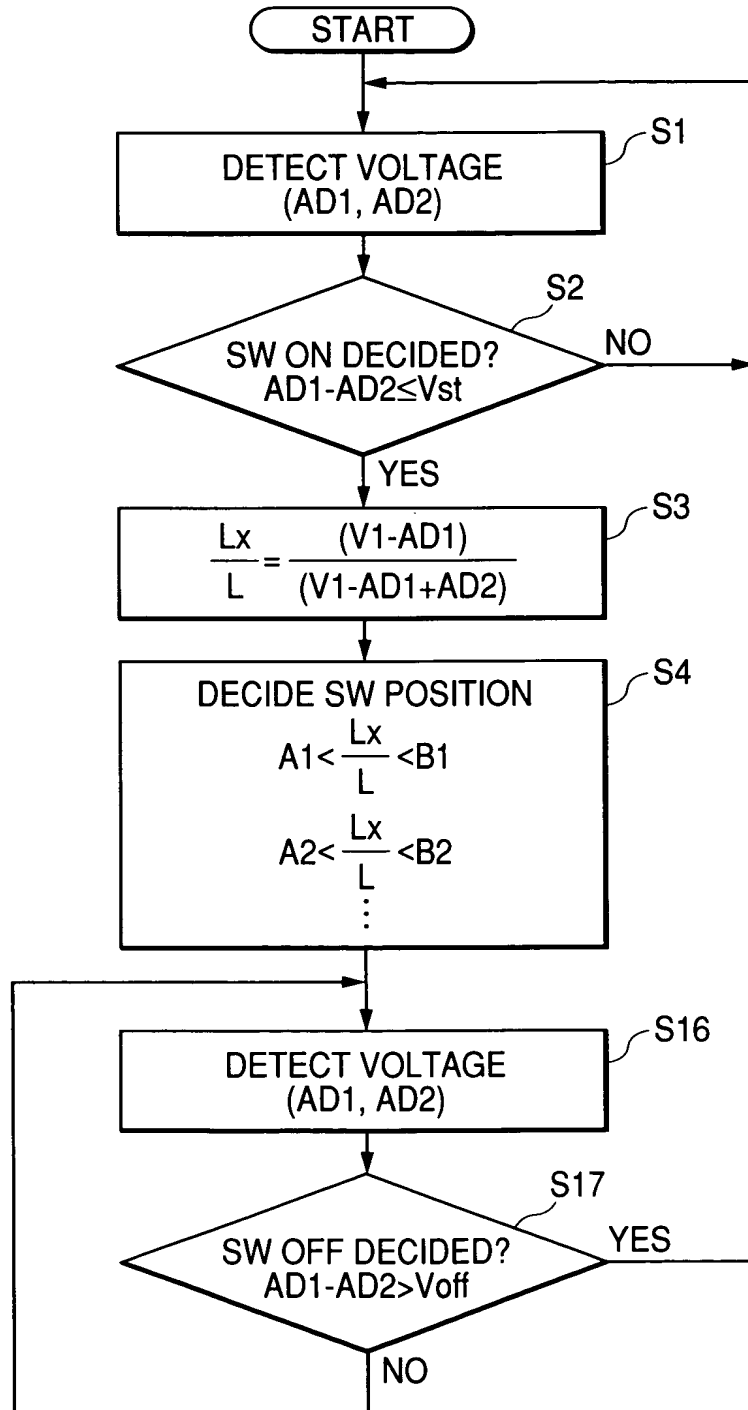 START
S1
DETECT VOLTAGE
(AD1, AD2)
S2
SW ON DECIDED?
AD1-AD2≤Vst
NO
YES
S3
Lx/L = (V1-AD1)/(V1-AD1+AD2)
S4
DECIDE SW POSITION
A1< Lx/L <B1
A2< Lx/L <B2
⋮
S16
DETECT VOLTAGE
(AD1, AD2)
S17
SW OFF DECIDED?
AD1-AD2>Voff
YES
NO